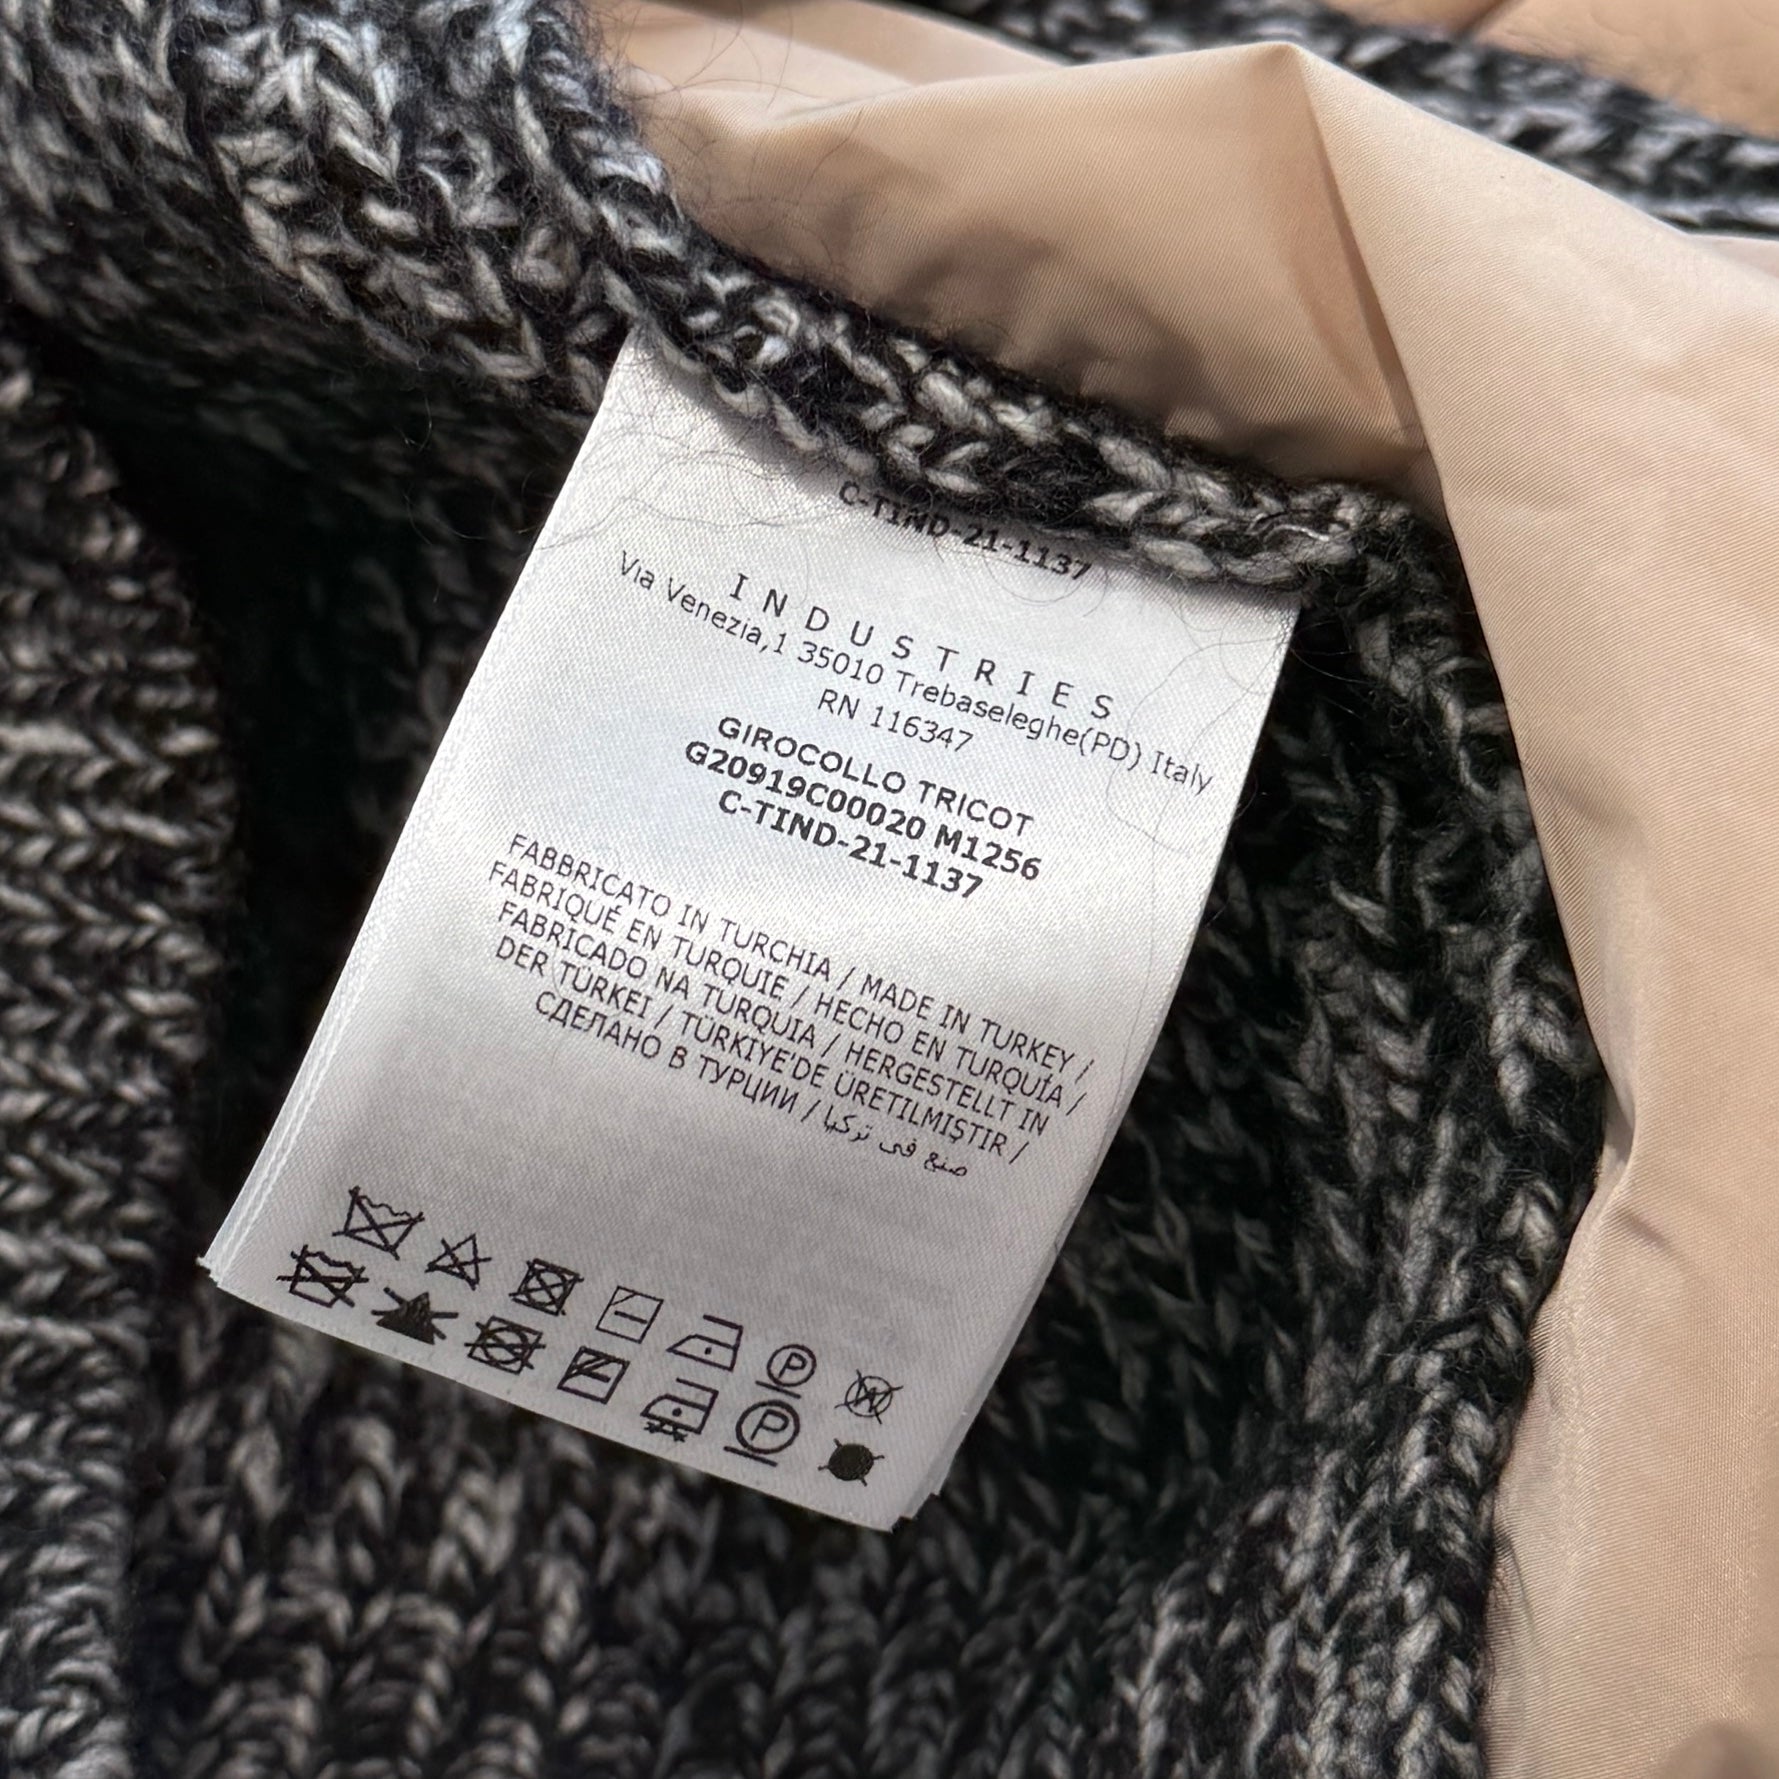 C-TIND-21-1137
INDUSTRIES
Via Venezia,1 35010 Trebaseleghe(PD) Italy
RN 116347
GIROCOLLO TRICOT
G20919C00020 M1256
C-TIND-21-1137
FABBRICATO IN TURCHIA / MADE IN TURKEY /
FABRIQUÉ EN TURQUIE / HECHO EN TURQUÍA /
FABRICADO NA TURQUIA / HERGESTELLT IN
DER TÜRKEI / TÜRKIYE'DE ÜRETILMIŞTIR /
СДЕЛАНО В ТУРЦИИ / صنع في تركيا
P
W
P